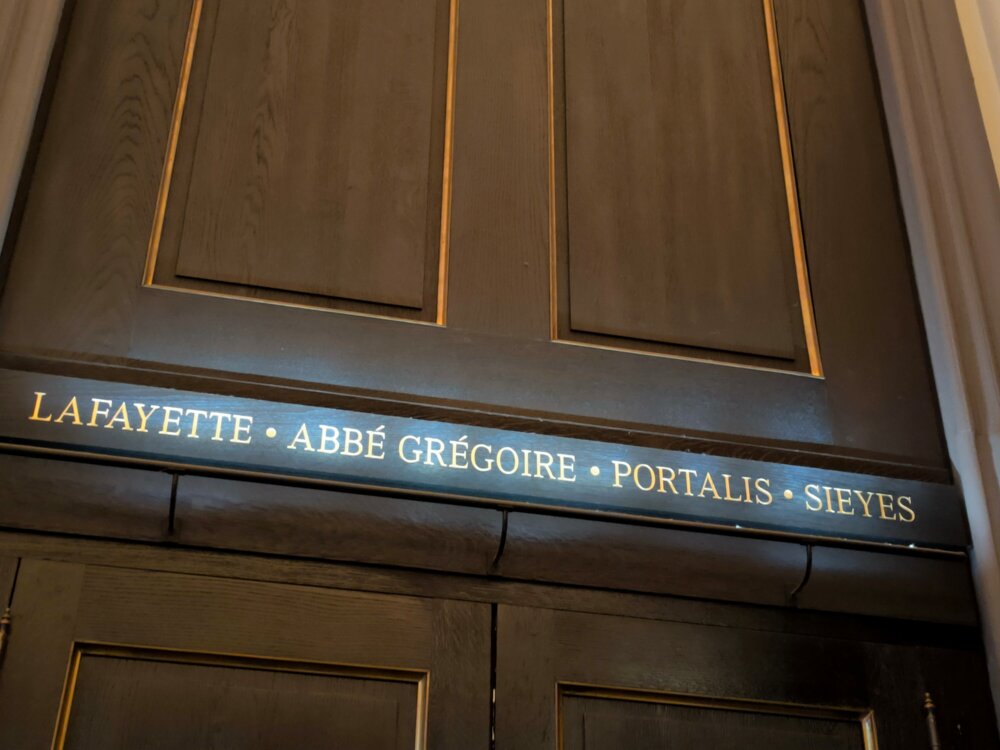 LAFAYETTE • ABBÉ GRÉGOIRE • PORTALIS • SIEYES